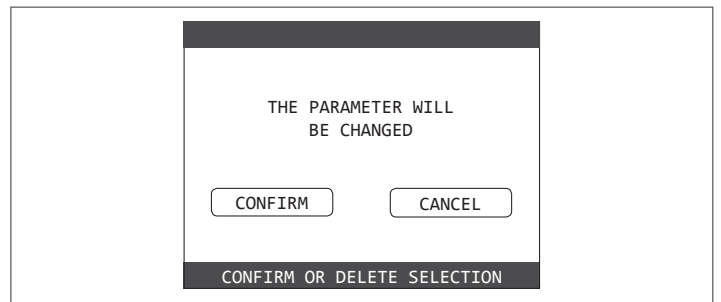 THE PARAMETER WILL
BE CHANGED
CONFIRM
CANCEL
CONFIRM OR DELETE SELECTION